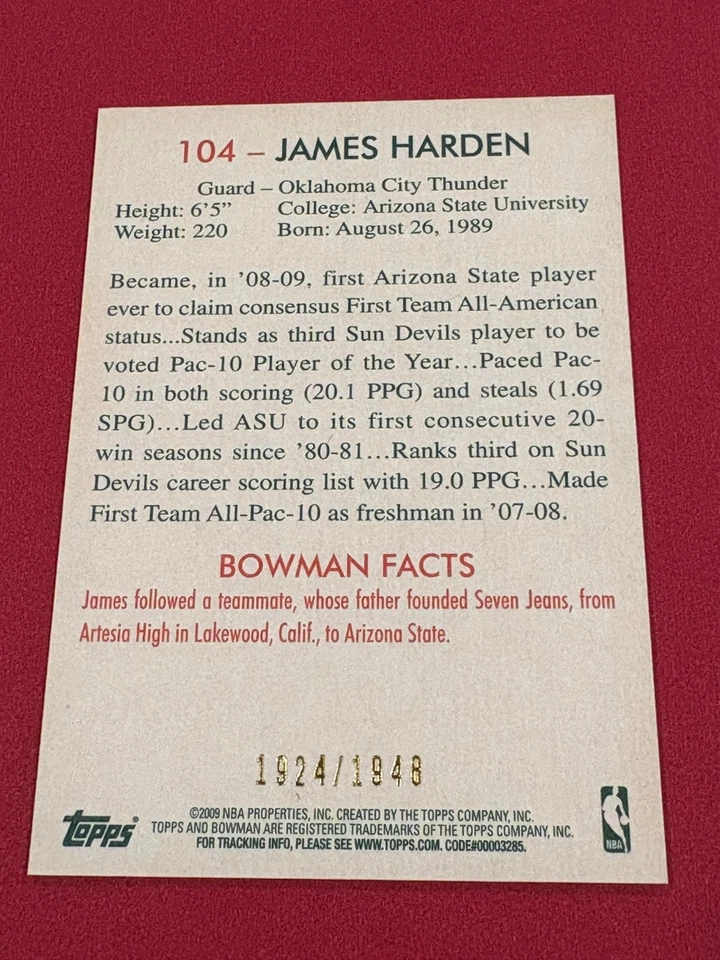 104 – JAMES HARDEN
Guard – Oklahoma City Thunder
Height: 6'5” College: Arizona State University
Weight: 220 Born: August 26, 1989
Became, in ’08-09, first Arizona State player
ever to claim consensus First Team All-American
status...Stands as third Sun Devils player to be
voted Pac-10 Player of the Year...Paced Pac-
10 in both scoring (20.1 PPG) and steals (1.69
SPG)...Led ASU to its first consecutive 20-
win seasons since ’80-81...Ranks third on Sun
Devils career scoring list with 19.0 PPG...Made
First Team All-Pac-10 as freshman in ’07-08.
BOWMAN FACTS
James followed a teammate, whose father founded Seven Jeans, from
Artesia High in Lakewood, Calif., to Arizona State.
1924/1948
Topps®
©2009 NBA PROPERTIES, INC. CREATED BY THE TOPPS COMPANY, INC.
TOPPS AND BOWMAN ARE REGISTERED TRADEMARKS OF THE TOPPS COMPANY, INC.
FOR TRACKING INFO, PLEASE SEE WWW.TOPPS.COM. CODE#00003285.
NBA